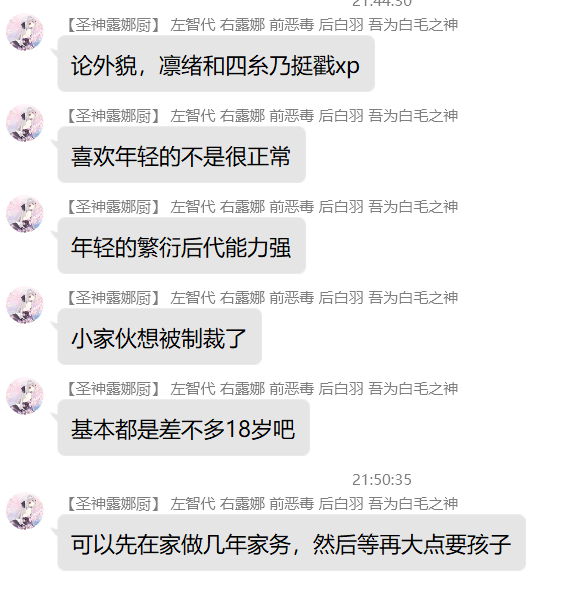 21:44:30
【圣神露娜厨】 左智代 右露娜 前恶毒 后白羽 吾为白毛之神
论外貌，凛绪和四糸乃挺戳xp
【圣神露娜厨】 左智代 右露娜 前恶毒 后白羽 吾为白毛之神
喜欢年轻的不是很正常
【圣神露娜厨】 左智代 右露娜 前恶毒 后白羽 吾为白毛之神
年轻的繁衍后代能力强
【圣神露娜厨】 左智代 右露娜 前恶毒 后白羽 吾为白毛之神
小家伙想被制裁了
【圣神露娜厨】 左智代 右露娜 前恶毒 后白羽 吾为白毛之神
基本都是差不多18岁吧
21:50:35
【圣神露娜厨】 左智代 右露娜 前恶毒 后白羽 吾为白毛之神
可以先在家做几年家务，然后等再大点要孩子